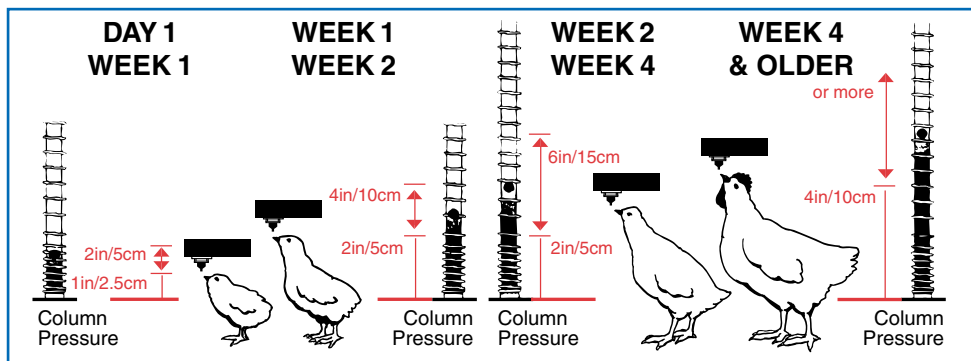 DAY 1
WEEK 1
WEEK 1
WEEK 2
WEEK 2
WEEK 4
WEEK 4
& OLDER
or more
6in/15cm
4in/10cm
4in/10cm
2in/5cm
2in/5cm
2in/5cm
1in/2.5cm
Column
Pressure
Column
Pressure
Column
Pressure
Column
Pressure